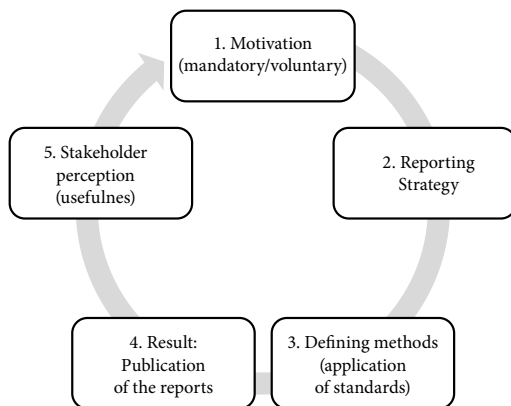 1. Motivation
(mandatory/voluntary)
2. Reporting
Strategy
3. Defining methods
(application
of standards)
4. Result:
Publication
of the reports
5. Stakeholder
perception
(usefulnes)